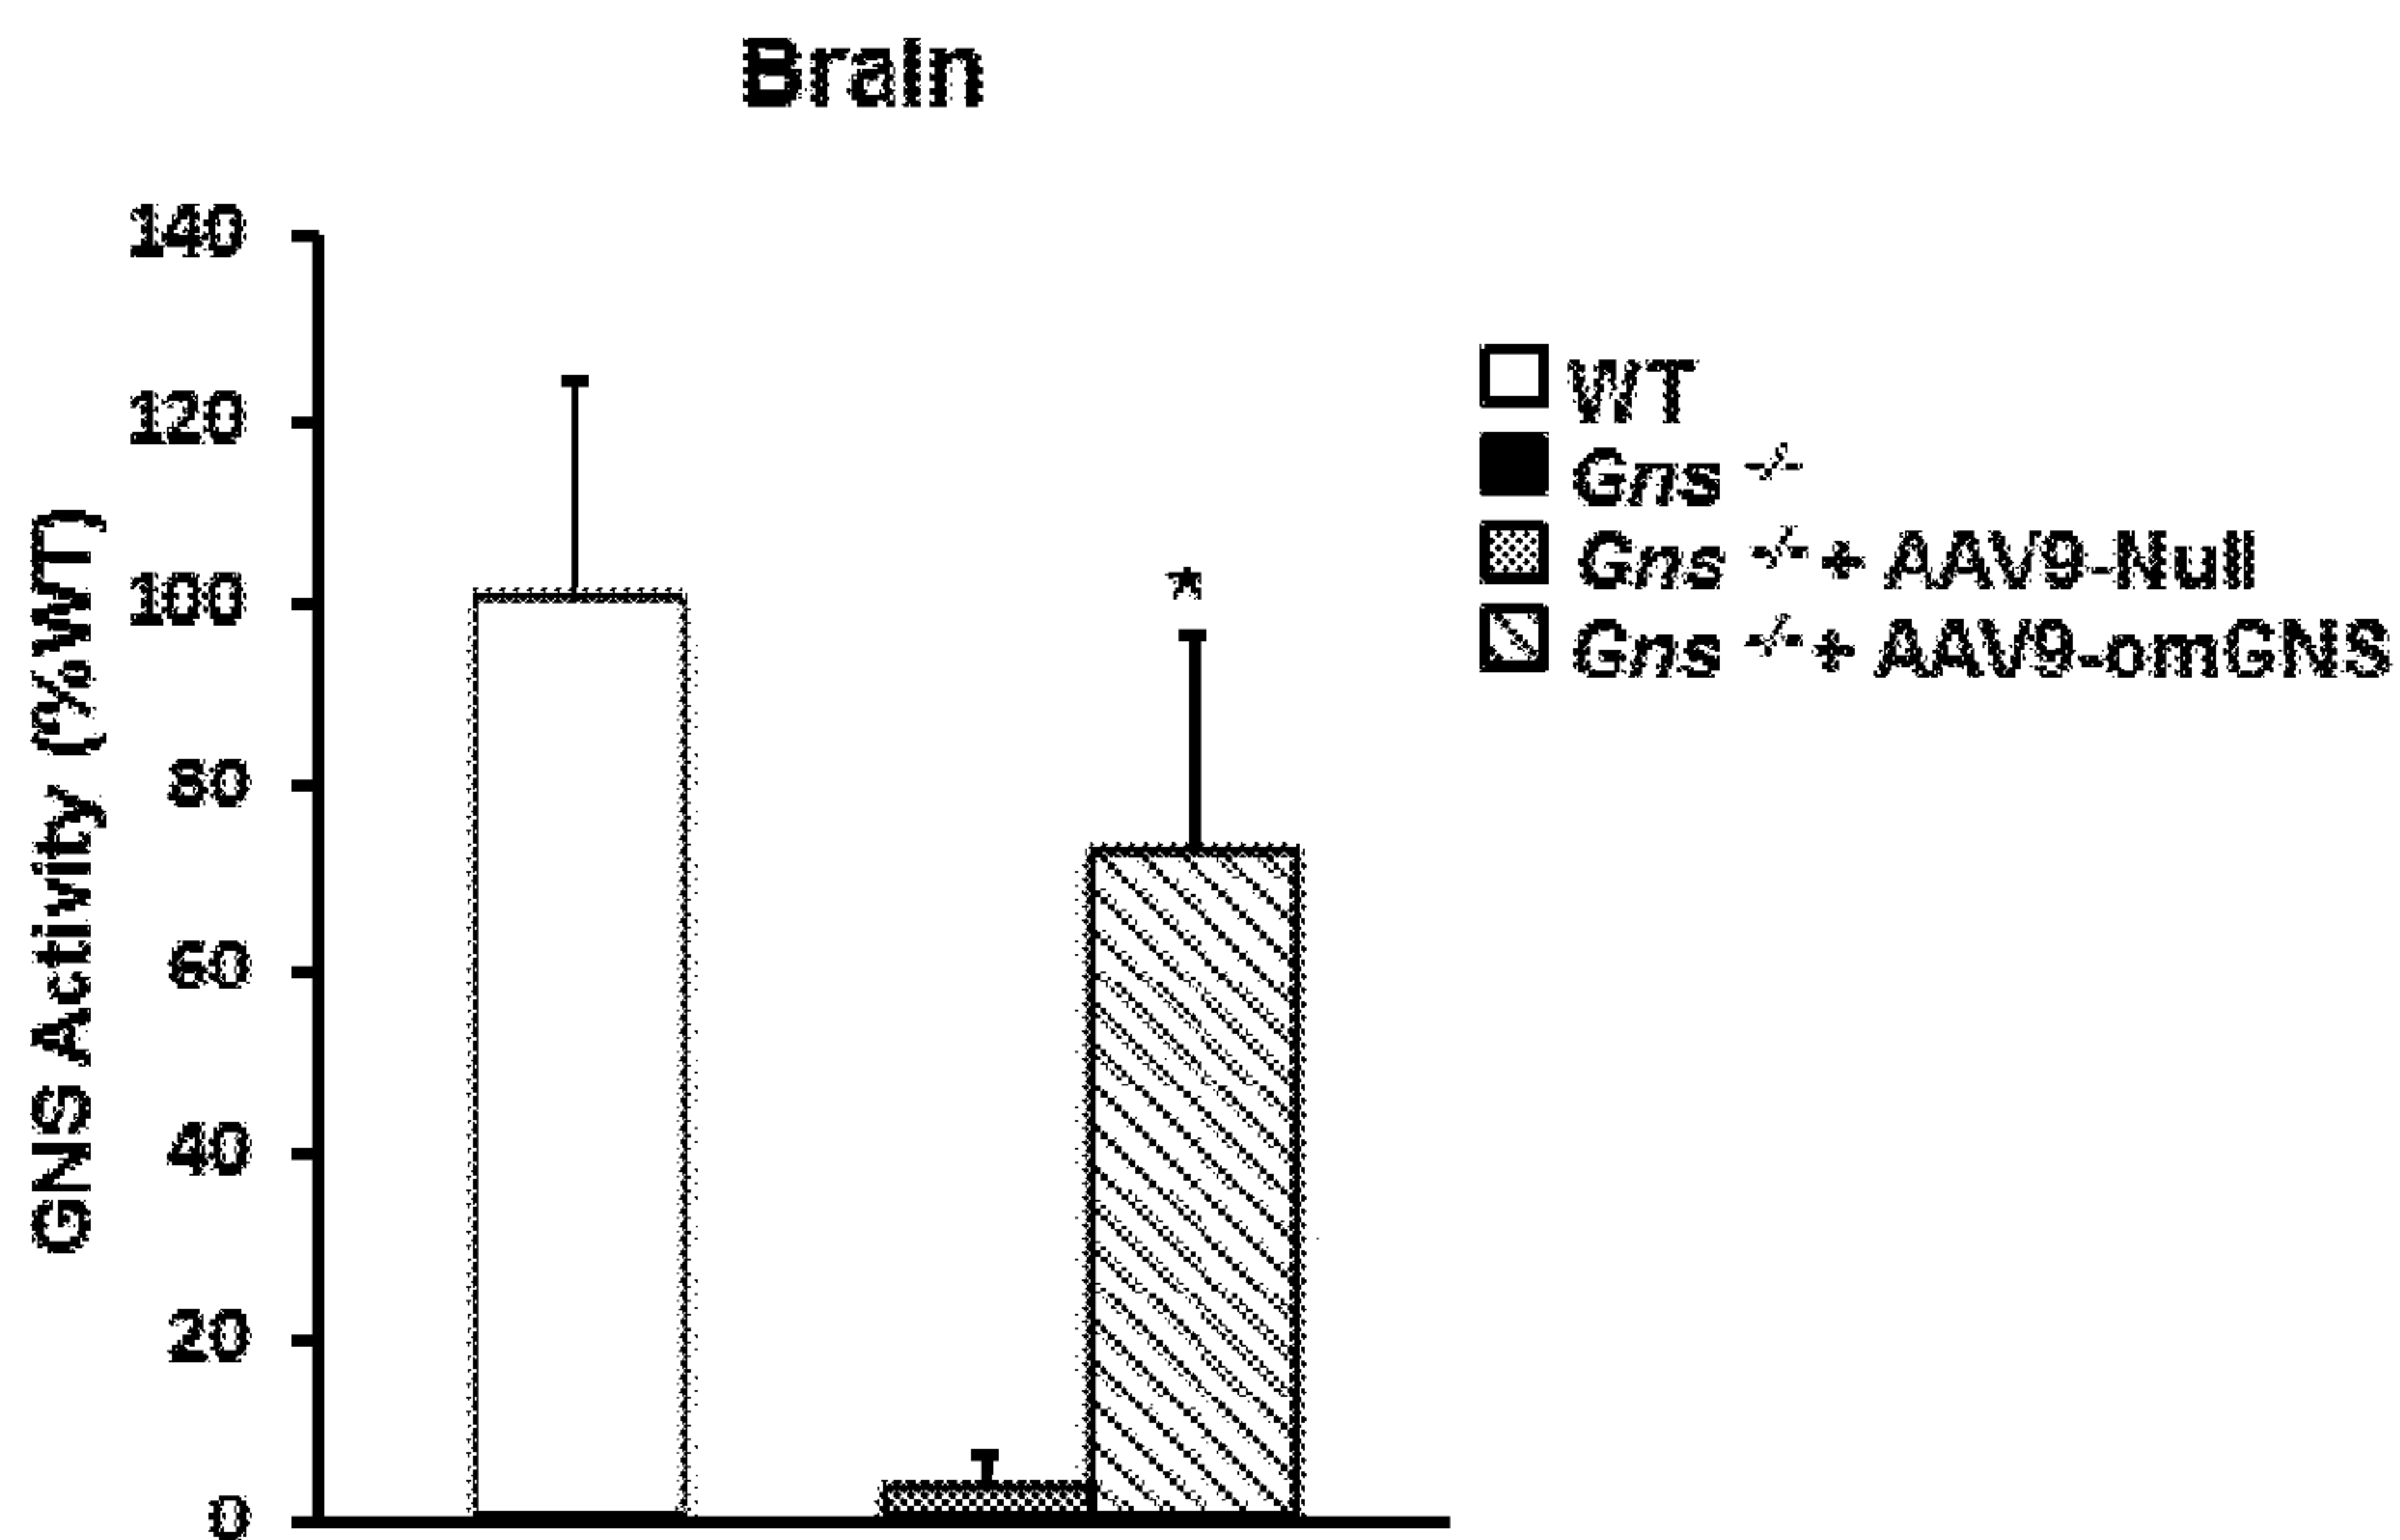 Brain
GNS Activity (%WT)
140
120
100
80
60
40
20
0
*
WT
Gns -/-
Gns -/- + AAV9-Null
Gns -/- + AAV9-omGNS